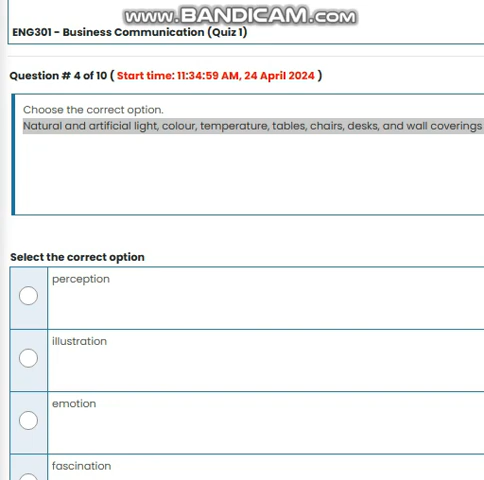 www.BANDICAM.com
ENG301 - Business Communication (Quiz 1)
Question # 4 of 10 ( Start time: 11:34:59 AM, 24 April 2024 )
Choose the correct option.
Natural and artificial light, colour, temperature, tables, chairs, desks, and wall coverings
Select the correct option
perception
illustration
emotion
fascination